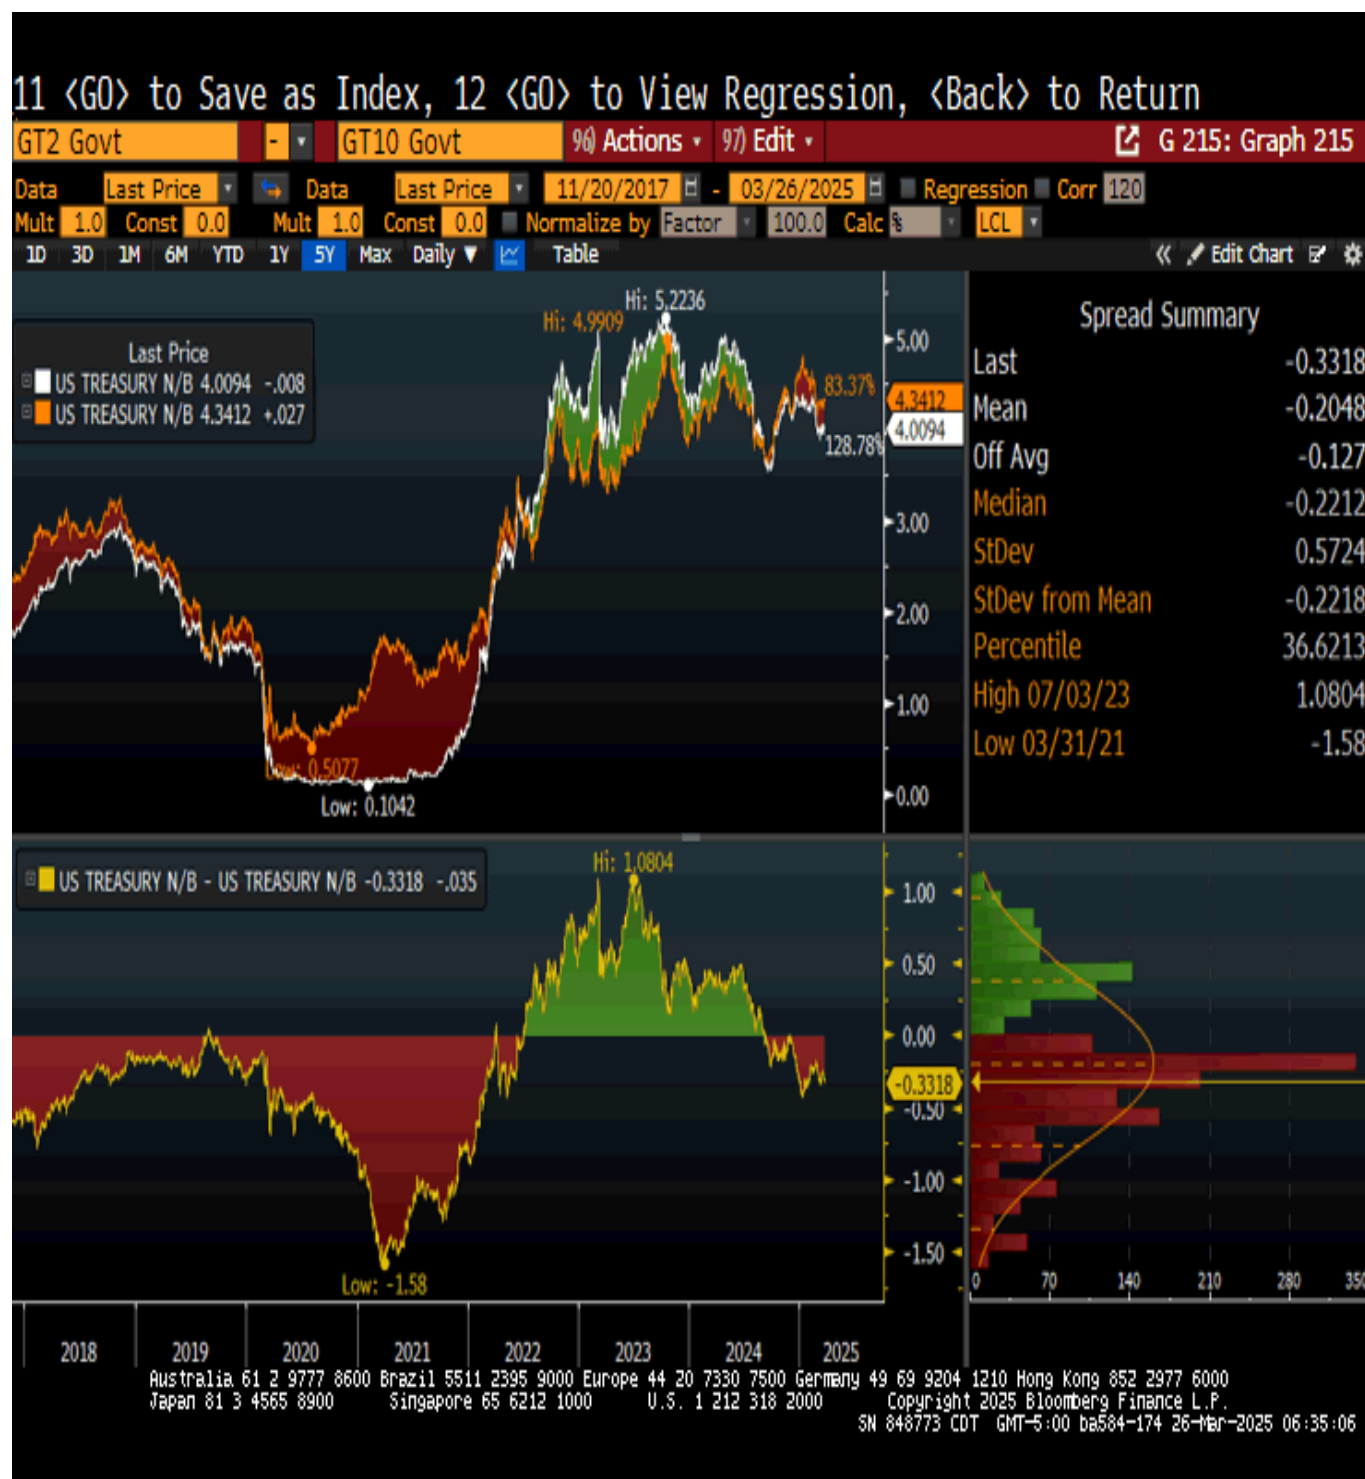 11 <GO> to Save as Index, 12 <GO> to View Regression, <Back> to Return
GT2 Govt - GT10 Govt 96) Actions 97) Edit G 215: Graph 215
Data Last Price Data Last Price 11/20/2017 - 03/26/2025 Regression Corr 120
Mult 1.0 Const 0.0 Mult 1.0 Const 0.0 Normalize by Factor 100.0 Calc % LCL
1D 3D 1M 6M YTD 1Y 5Y Max Daily ▼ Table « Edit Chart
Last Price
US TREASURY N/B 4.0094 -.008
US TREASURY N/B 4.3412 +.027
Hi: 5.2236
Hi: 4.9909
83.37%
128.78%
Low: 0.5077
Low: 0.1042
5.00
4.3412
4.0094
3.00
2.00
1.00
0.00
Spread Summary
Last -0.3318
Mean -0.2048
Off Avg -0.127
Median -0.2212
StDev 0.5724
StDev from Mean -0.2218
Percentile 36.6213
High 07/03/23 1.0804
Low 03/31/21 -1.58
US TREASURY N/B - US TREASURY N/B -0.3318 -.035
Hi: 1.0804
Low: -1.58
1.00
0.50
0.00
-0.3318
-0.50
-1.00
-1.50
0 70 140 210 280 350
2018 2019 2020 2021 2022 2023 2024 2025
Australia 61 2 9777 8600 Brazil 5511 2395 9000 Europe 44 20 7330 7500 Germany 49 69 9204 1210 Hong Kong 852 2977 6000
Japan 81 3 4565 8900 Singapore 65 6212 1000 U.S. 1 212 318 2000 Copyright 2025 Bloomberg Finance L.P.
SN 848773 CDT GMT-5:00 ba584-174 26-Mar-2025 06:35:06